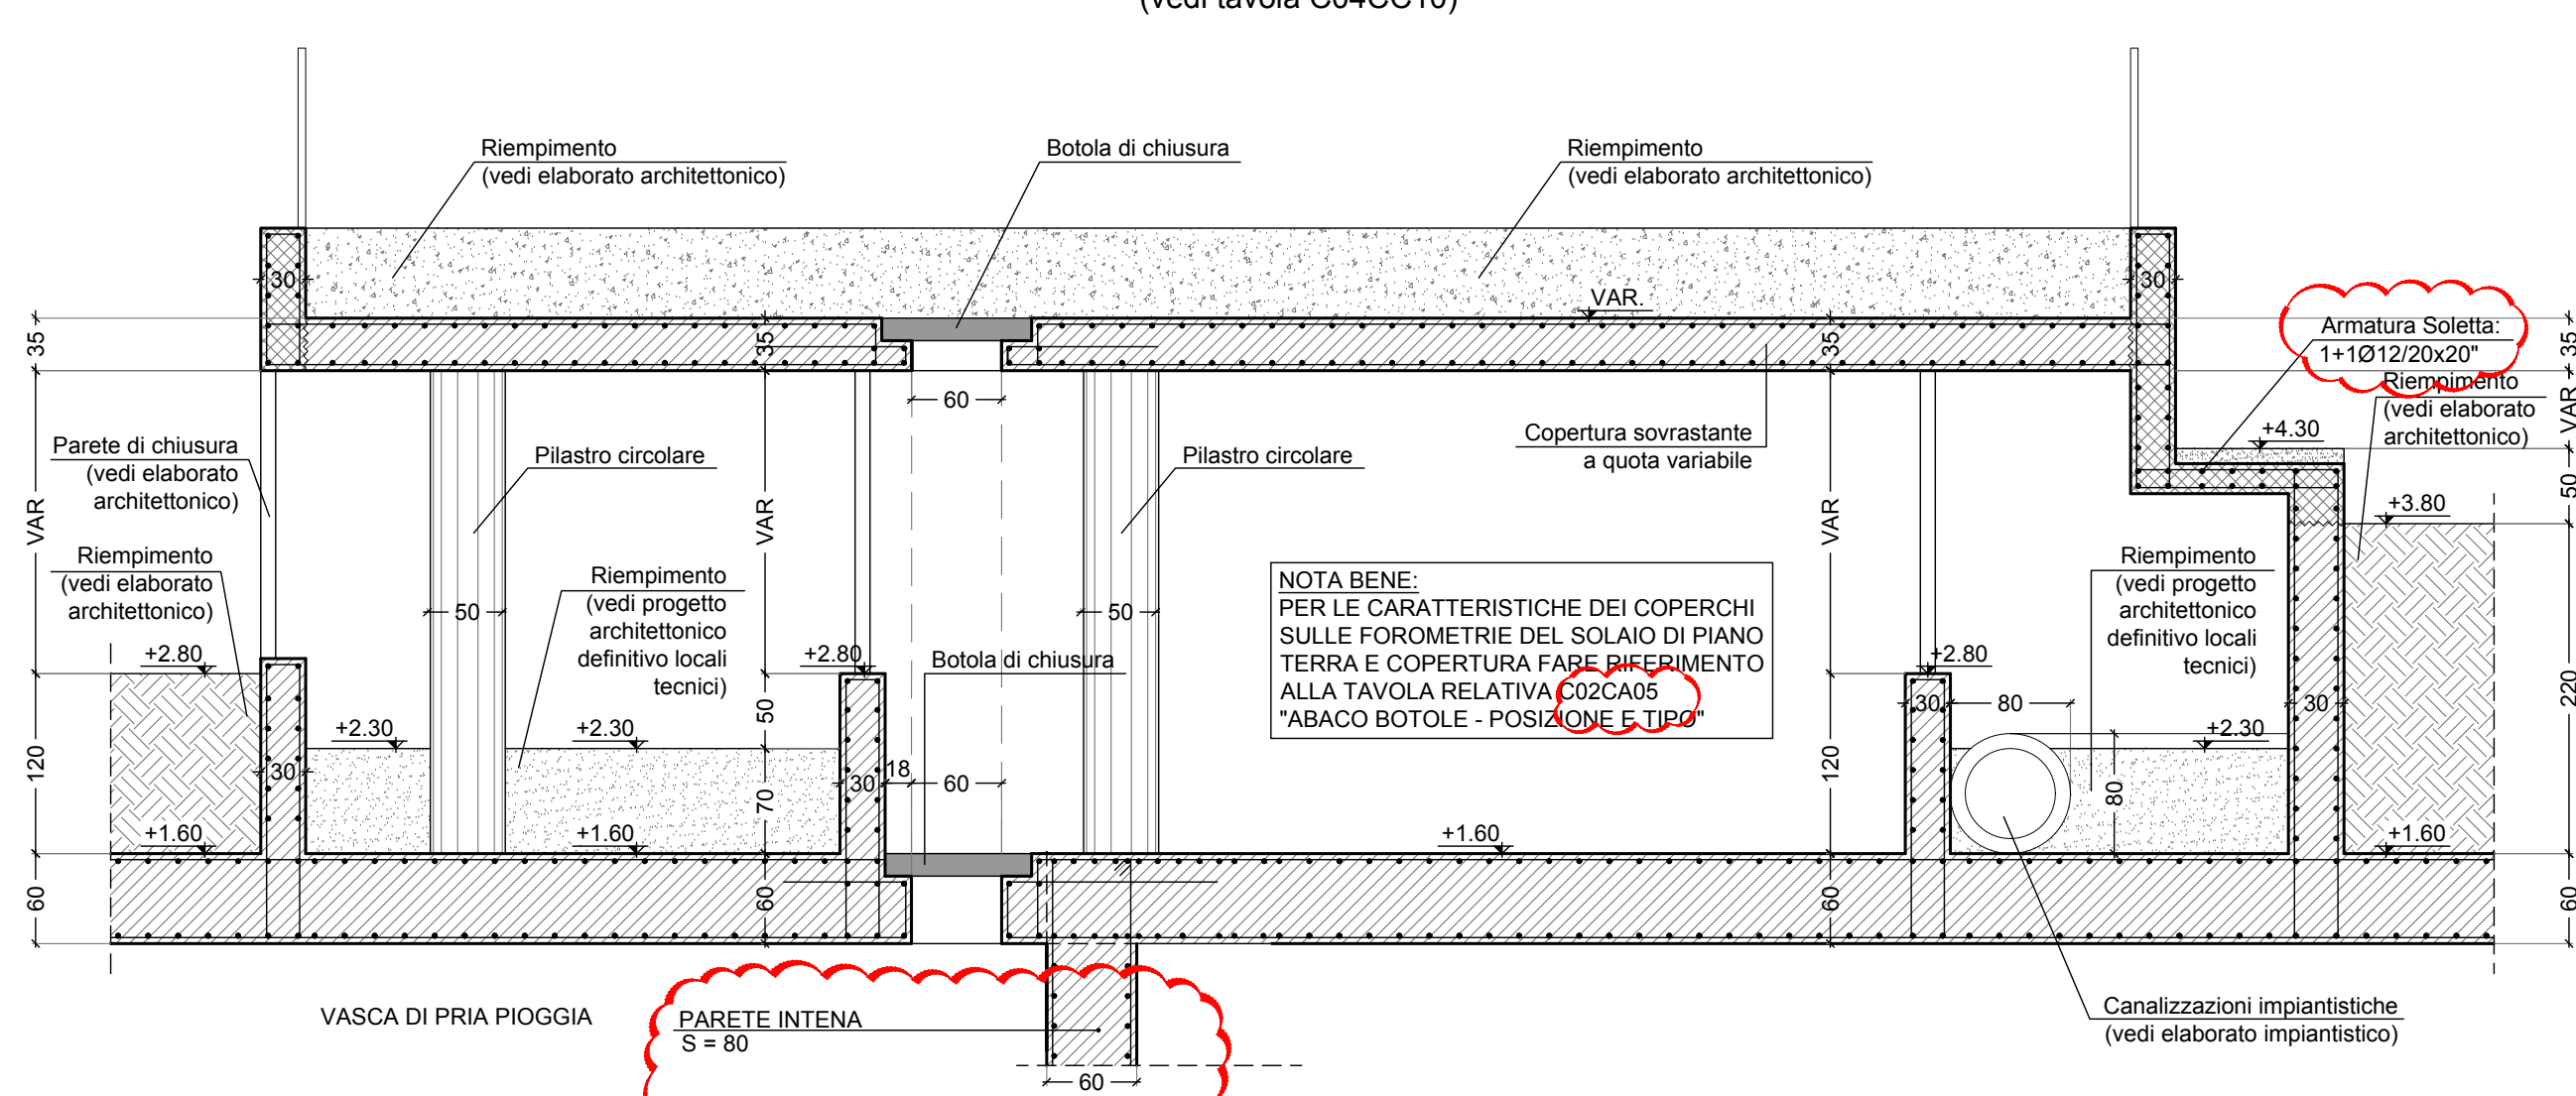 (vedi tavola C04CC10)
Riempimento
(vedi elaborato architettonico)
Botola di chiusura
Riempimento
(vedi elaborato architettonico)
30
30
VAR.
35
35
35
35
Armatura Soletta:
1+1Ø12/20x20"
Riempimento
(vedi elaborato
architettonico)
VAR
60
+4.30
Parete di chiusura
(vedi elaborato
architettonico)
Pilastro circolare
Pilastro circolare
Copertura sovrastante
a quota variabile
50
+3.80
VAR
VAR
VAR
Riempimento
(vedi elaborato
architettonico)
Riempimento
(vedi progetto
architettonico
definitivo locali
tecnici)
50
50
NOTA BENE:
PER LE CARATTERISTICHE DEI COPERCHI
SULLE FOROMETRIE DEL SOLAIO DI PIANO
TERRA E COPERTURA FARE RIFERIMENTO
ALLA TAVOLA RELATIVA C02CA05
"ABACO BOTOLE - POSIZIONE E TIPO"
Riempimento
(vedi progetto
architettonico
definitivo locali
tecnici)
+2.80
+2.80
Botola di chiusura
+2.80
+2.30
+2.30
50
30
80
30
+2.30
220
120
30
70
30
18
60
120
80
+1.60
+1.60
+1.60
+1.60
60
60
60
60
VASCA DI PRIA PIOGGIA
PARETE INTENA
S = 80
60
Canalizzazioni impiantistiche
(vedi elaborato impiantistico)